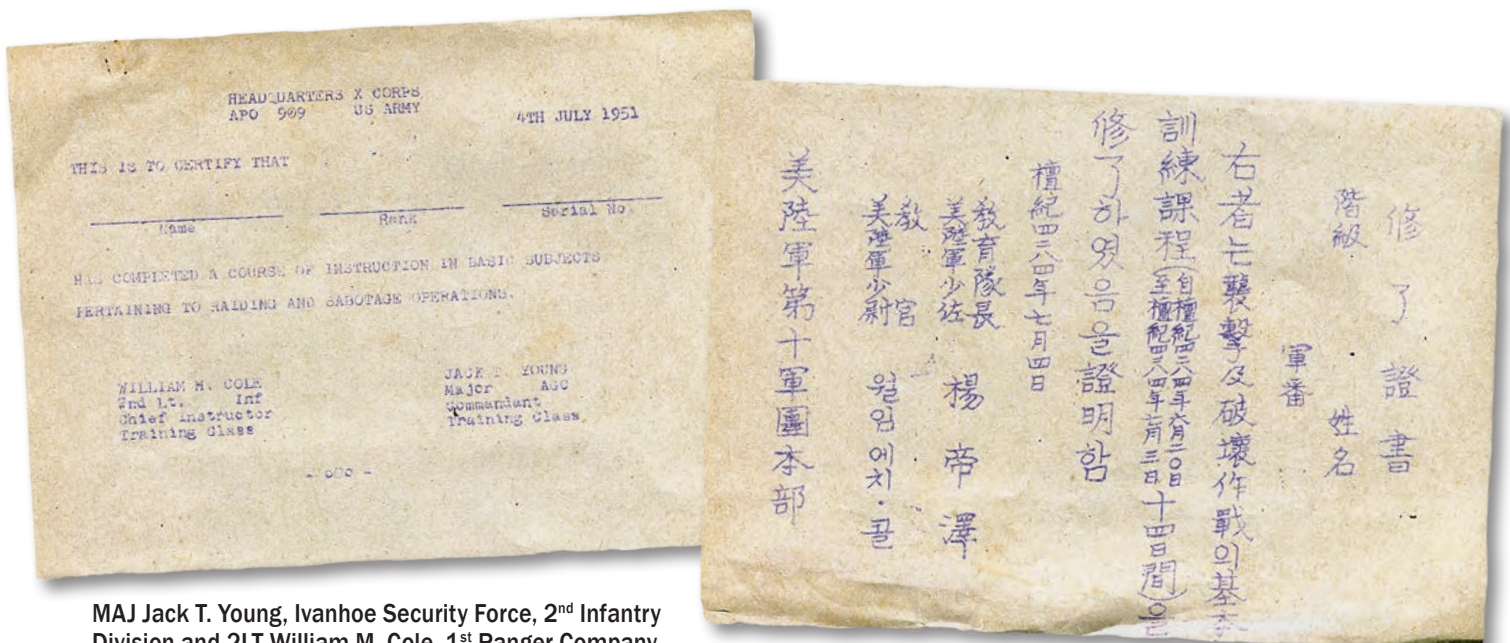 HEADQUARTERS X CORPS
APO 909 US ARMY
4TH JULY 1951
THIS IS TO CERTIFY THAT
Name Rank Serial No.
HAS COMPLETED A COURSE OF INSTRUCTION IN BASIC SUBJECTS
PERTAINING TO RAIDING AND SABOTAGE OPERATIONS.
WILLIAM H. COLE
2nd Lt. Inf
Chief Instructor
Training Class
JACK T. YOUNG
Major AGC
Commandant
Training Class
- oOo -
修了證書
階級 姓名
軍番
右者는襲擊及破壞作戰의基本
訓練課程(自檀紀四二八四年六月二〇日
至檀紀四二八四年七月三日 十四日間)을
修了하였음을證明함
檀紀四二八四年七月四日
敎育隊長
美陸軍少佐 楊帝澤
敎官
美陸軍少尉 월임에치·골
美陸軍第十軍團本部
MAJ Jack T. Young, Ivanhoe Security Force, 2nd Infantry
Division and 2LT William M. Cole, 1st Ranger Company